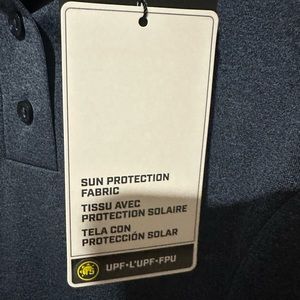 SUN PROTECTION
FABRIC
TISSU AVEC
PROTECTION SOLAIRE
TELA CON
PROTECCIÓN SOLAR
UPF•L'UPF•FPU